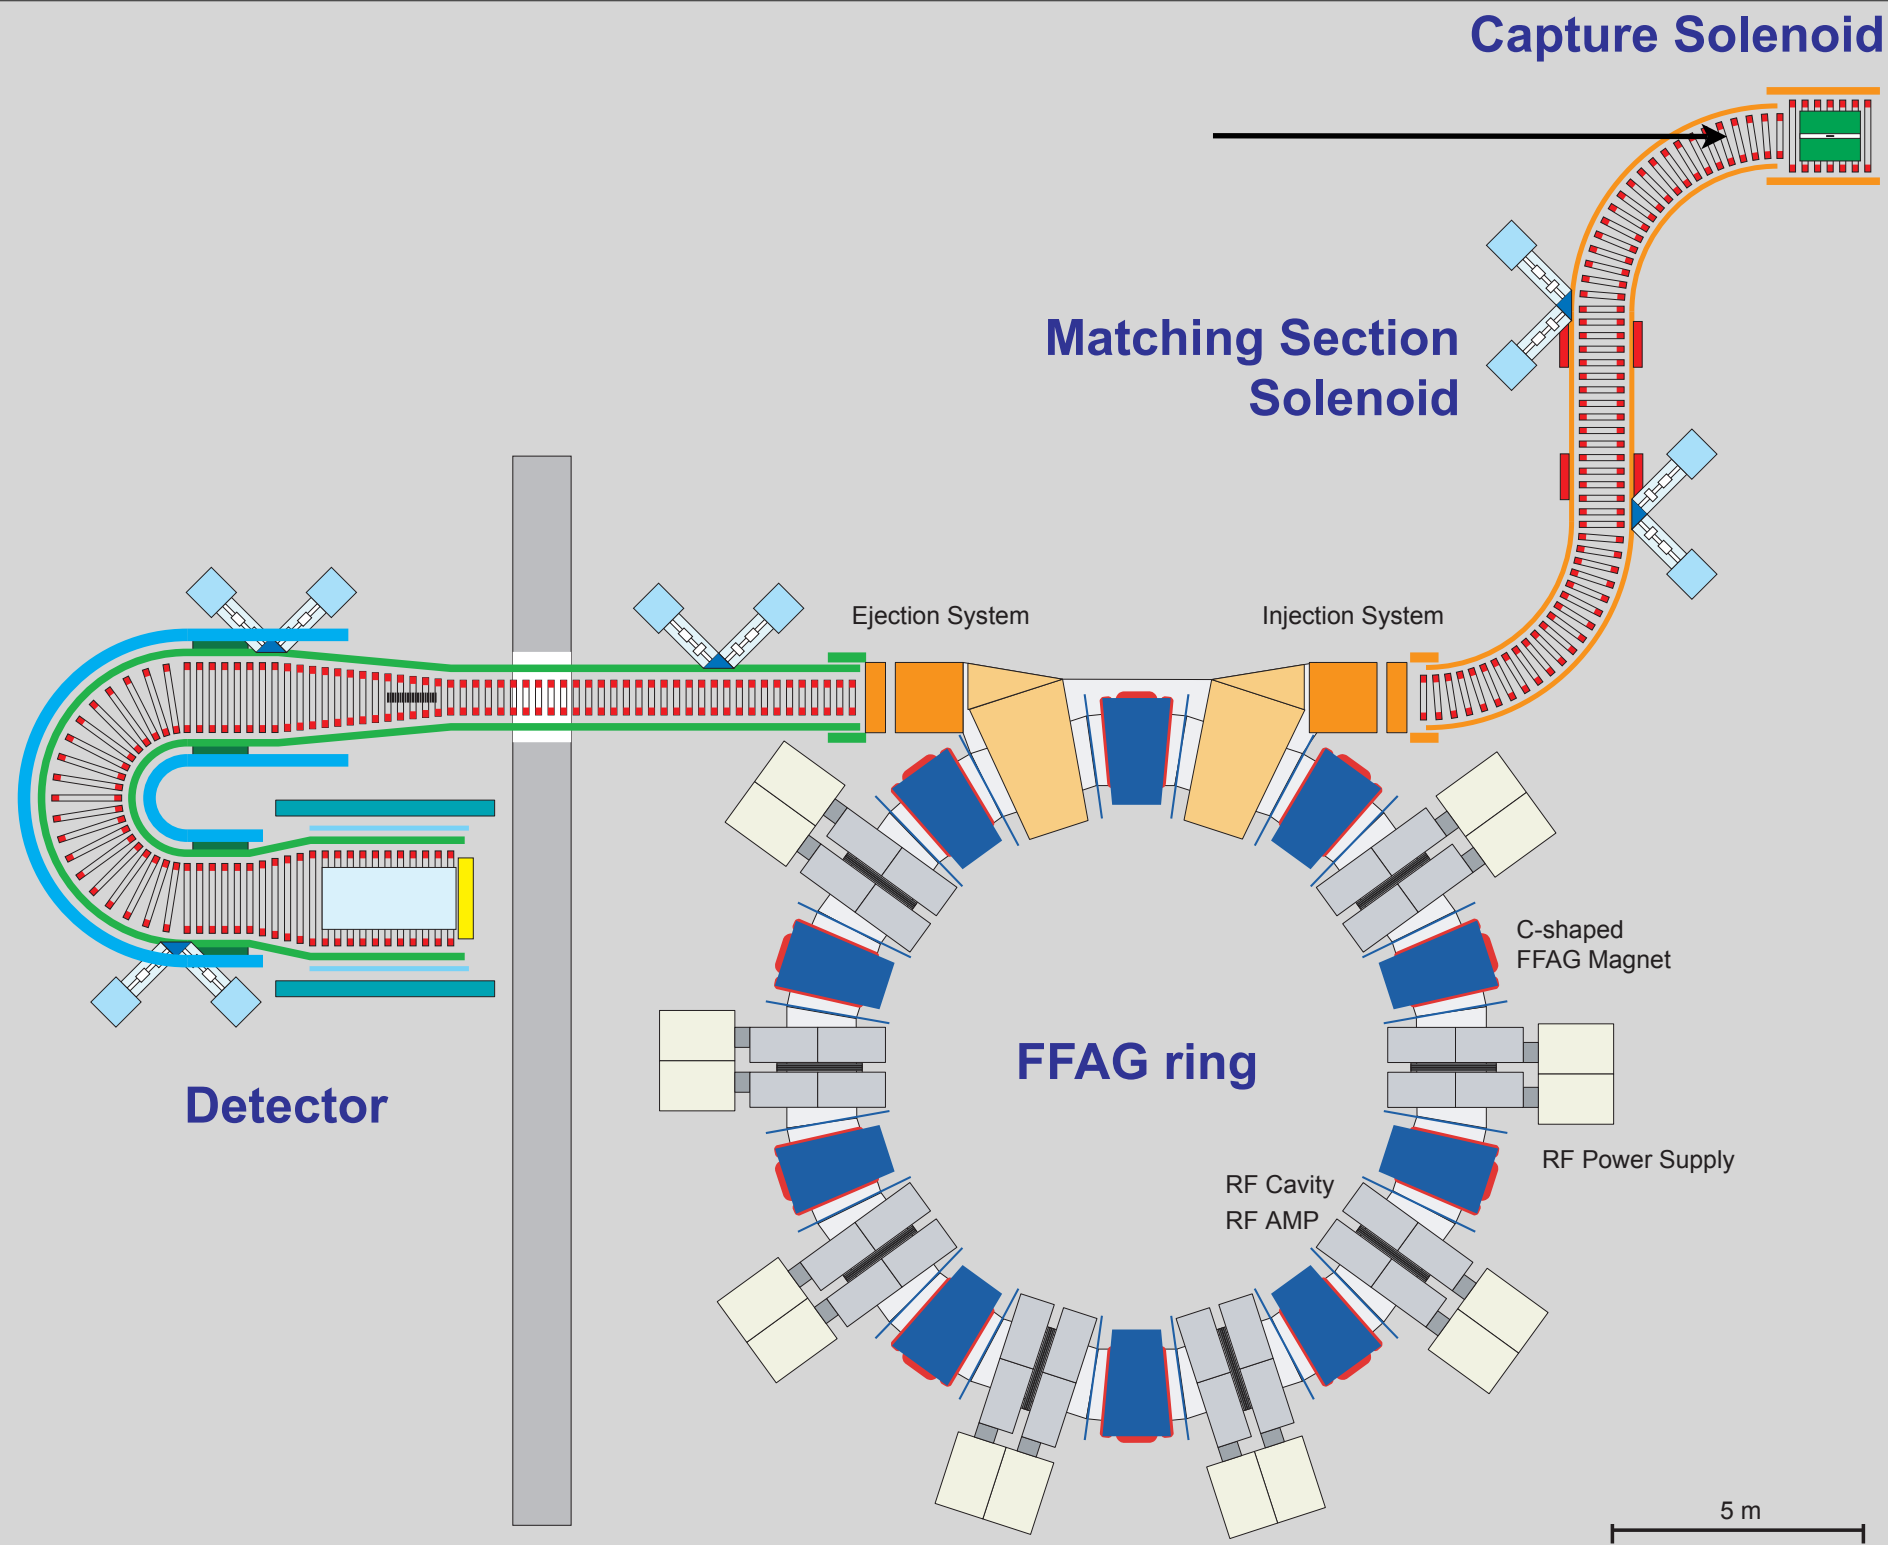 Capture Solenoid
Matching Section
Solenoid
Ejection System
Injection System
C-shaped
FFAG Magnet
FFAG ring
Detector
RF Power Supply
RF Cavity
RF AMP
5 m